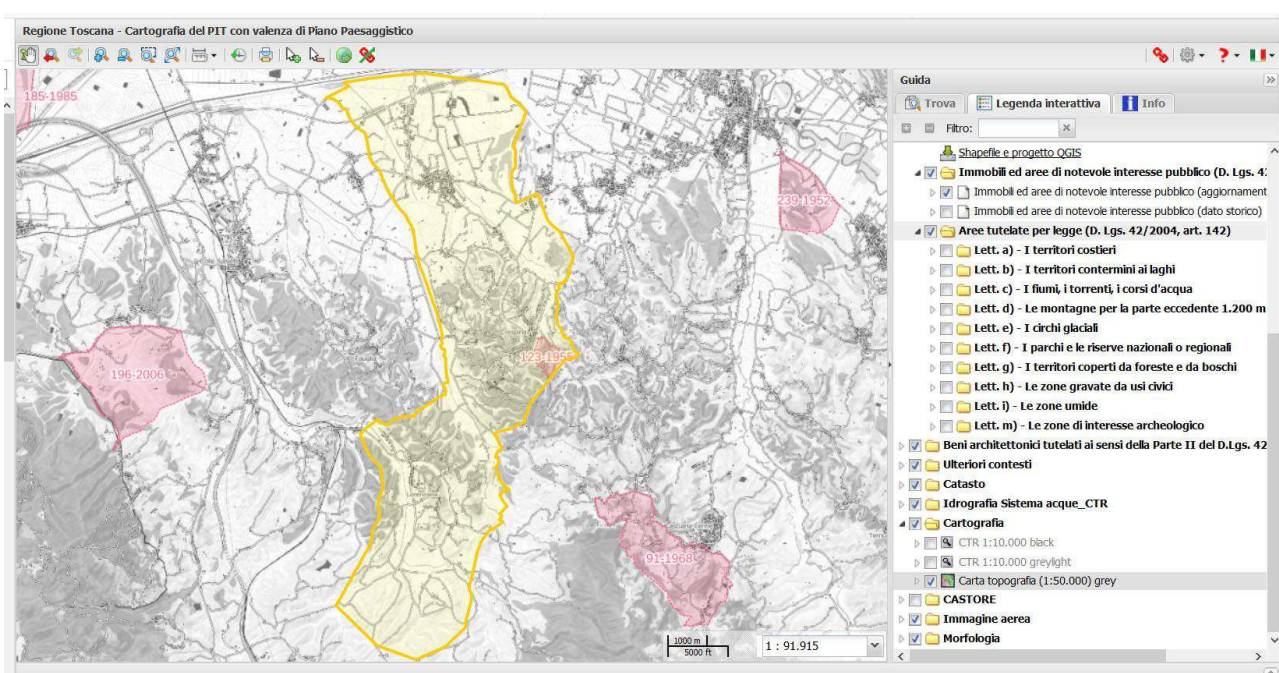 Regione Toscana - Cartografia del PIT con valenza di Piano Paesaggistico
Guida
Trova
Legenda interattiva
Info
Filtro:
Shapefile e progetto QGIS
Immobili ed aree di notevole interesse pubblico (D. Lgs. 4
Immobili ed aree di notevole interesse pubblico (aggiornament
Immobili ed aree di notevole interesse pubblico (dato storico)
Aree tutelate per legge (D. Lgs. 42/2004, art. 142)
Lett. a) - I territori costieri
Lett. b) - I territori contermini ai laghi
Lett. c) - I fiumi, i torrenti, i corsi d'acqua
Lett. d) - Le montagne per la parte eccedente 1.200 m
Lett. e) - I circhi glaciali
Lett. f) - I parchi e le riserve nazionali o regionali
Lett. g) - I territori coperti da foreste e da boschi
Lett. h) - Le zone gravate da usi civici
Lett. i) - Le zone umide
Lett. m) - Le zone di interesse archeologico
Beni architettonici tutelati ai sensi della Parte II del D.Lgs. 42
Ulteriori contesti
Catasto
Idrografia Sistema acque_CTR
Cartografia
CTR 1:10.000 black
CTR 1:10.000 greylight
Carta topografia (1:50.000) grey
CASTORE
Immagine aerea
Morfologia
185-1985
239-1952
123-1955
196-2006
91-1968
1000 m
5000 ft
1 : 91.915